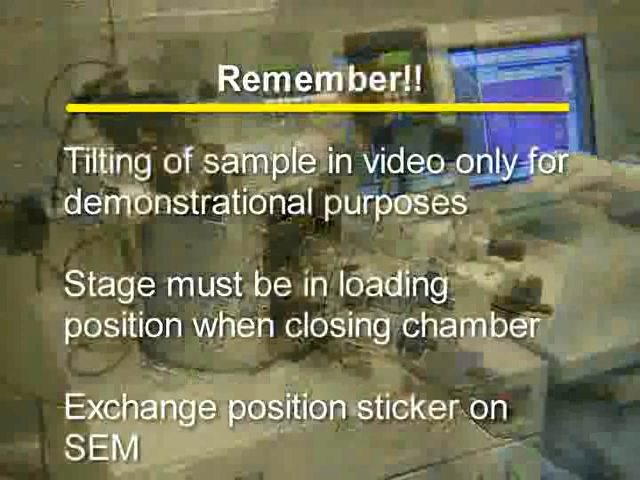 Remember!!
Tilting of sample in video only for
demonstrational purposes
Stage must be in loading
position when closing chamber
Exchange position sticker on
SEM